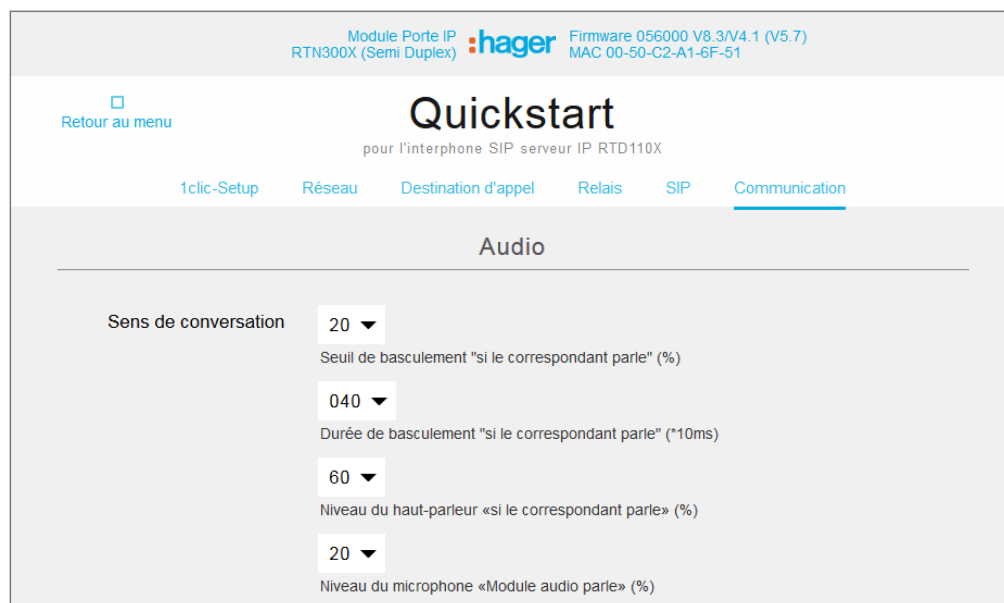 Module Porte IP
RTN300X (Semi Duplex)
:hager
Firmware 056000 V8.3/V4.1 (V5.7)
MAC 00-50-C2-A1-6F-51
Retour au menu
Quickstart
pour l'interphone SIP serveur IP RTD110X
1clic-Setup Réseau Destination d'appel Relais SIP Communication
Audio
Sens de conversation
20
Seuil de basculement "si le correspondant parle" (%)
040
Durée de basculement "si le correspondant parle" (*10ms)
60
Niveau du haut-parleur «si le correspondant parle» (%)
20
Niveau du microphone «Module audio parle» (%)